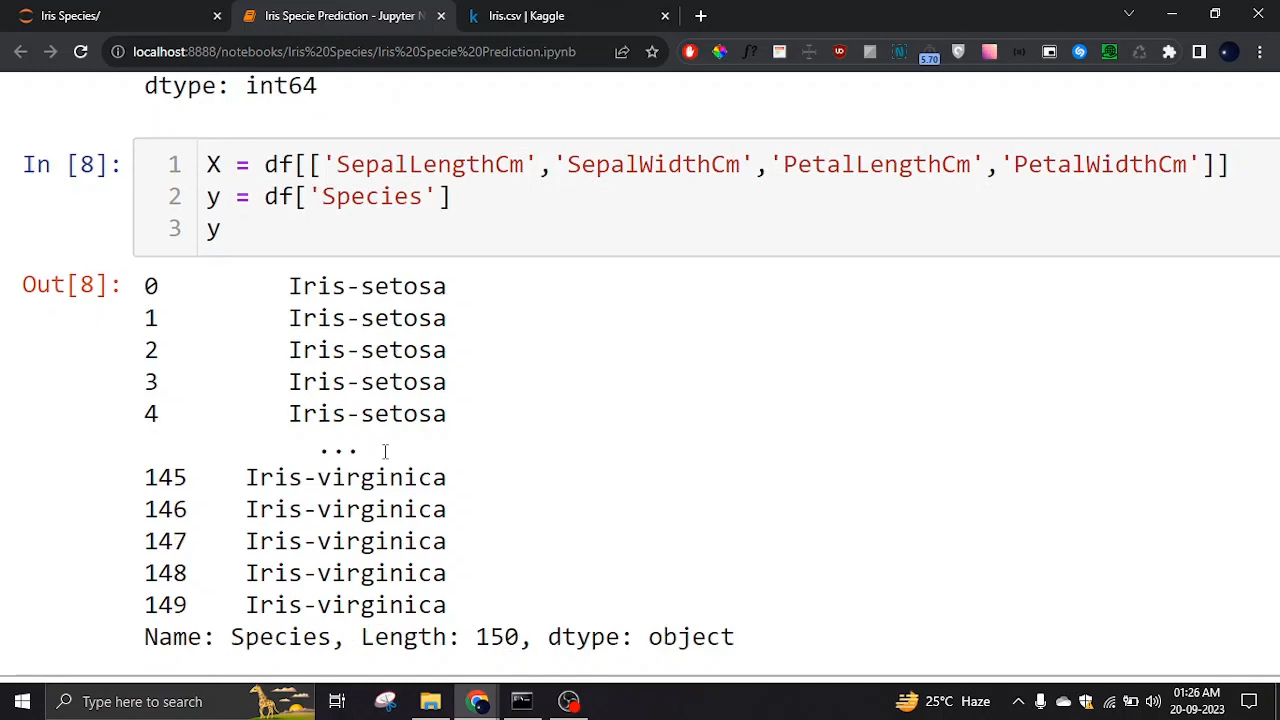 Iris Species/
Iris Specie Prediction - Jupyter N
Iris.csv | Kaggle
localhost:8888/notebooks/Iris%20Species/Iris%20Specie%20Prediction.ipynb
5.70
dtype: int64
In [8]:
1 X = df[['SepalLengthCm','SepalWidthCm','PetalLengthCm','PetalWidthCm']]
2 y = df['Species']
3 y
Out[8]:
0 Iris-setosa
1 Iris-setosa
2 Iris-setosa
3 Iris-setosa
4 Iris-setosa
...
145 Iris-virginica
146 Iris-virginica
147 Iris-virginica
148 Iris-virginica
149 Iris-virginica
Name: Species, Length: 150, dtype: object
Type here to search
25°C Haze
01:26 AM
20-09-2023